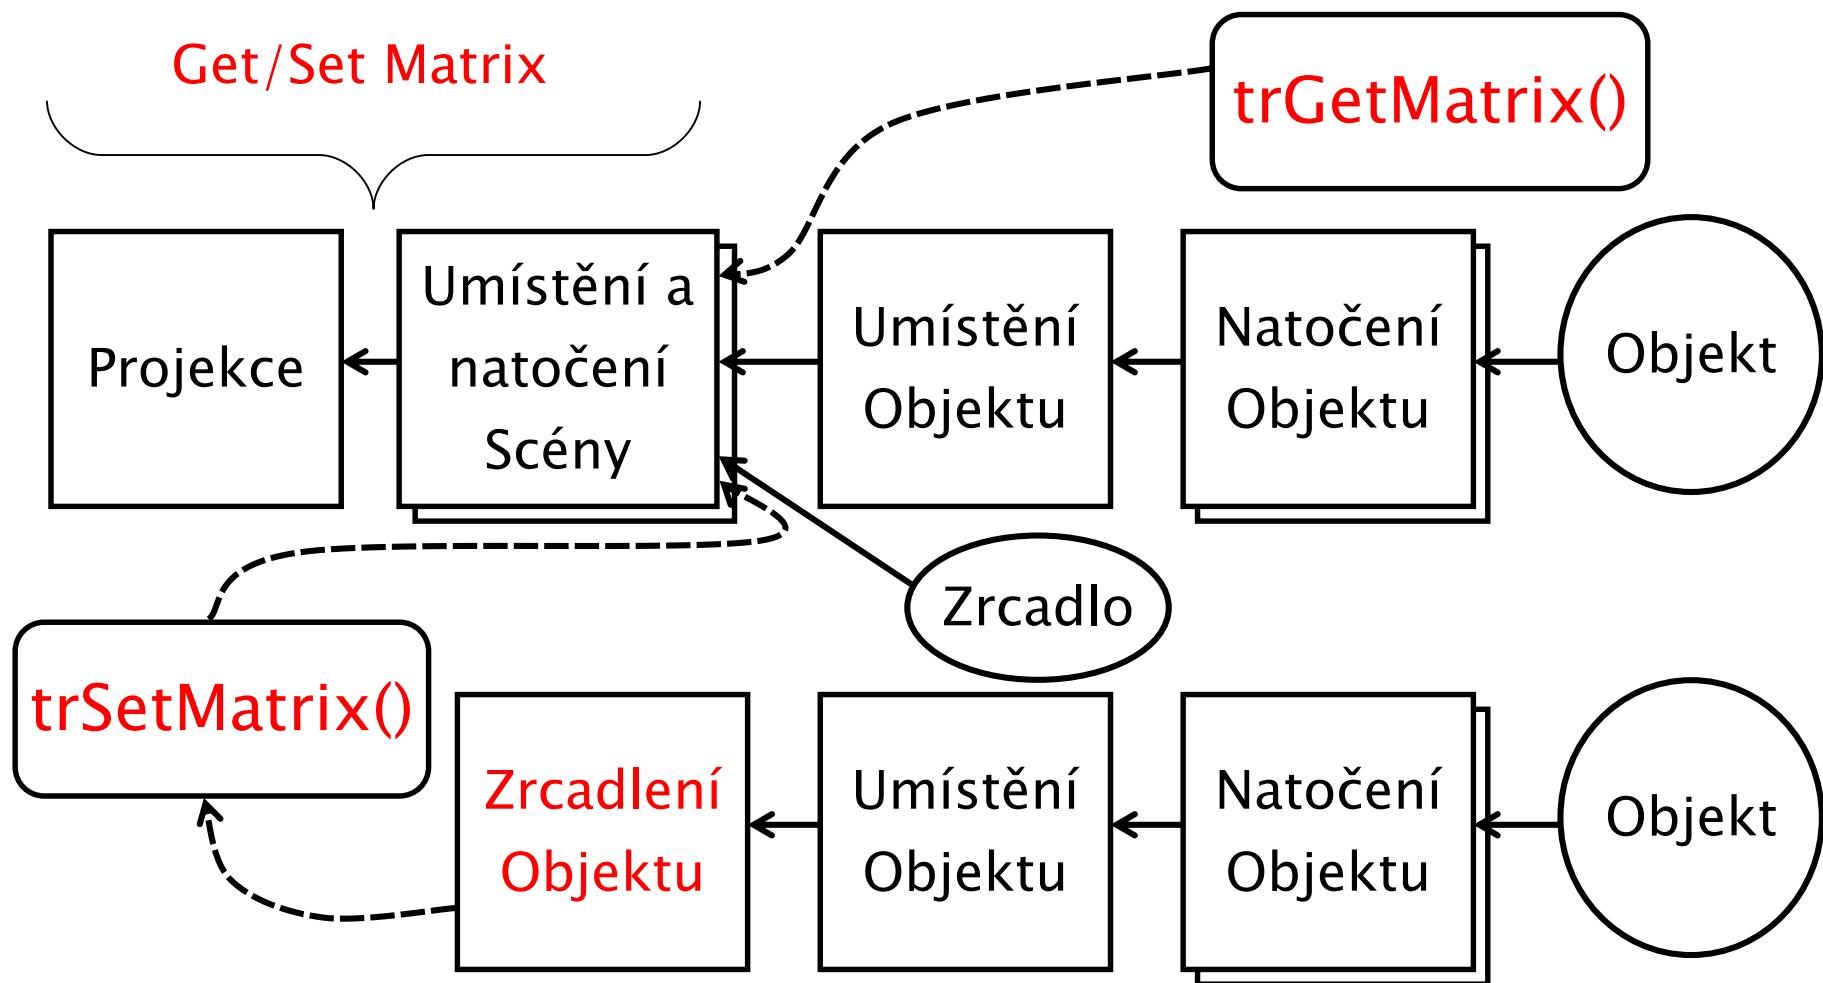 Get/Set Matrix
trGetMatrix()
Projekce
Umístění a
natočení
Scény
Umístění
Objektu
Natočení
Objektu
Objekt
Zrcadlo
trSetMatrix()
Zrcadlení
Objektu
Umístění
Objektu
Natočení
Objektu
Objekt